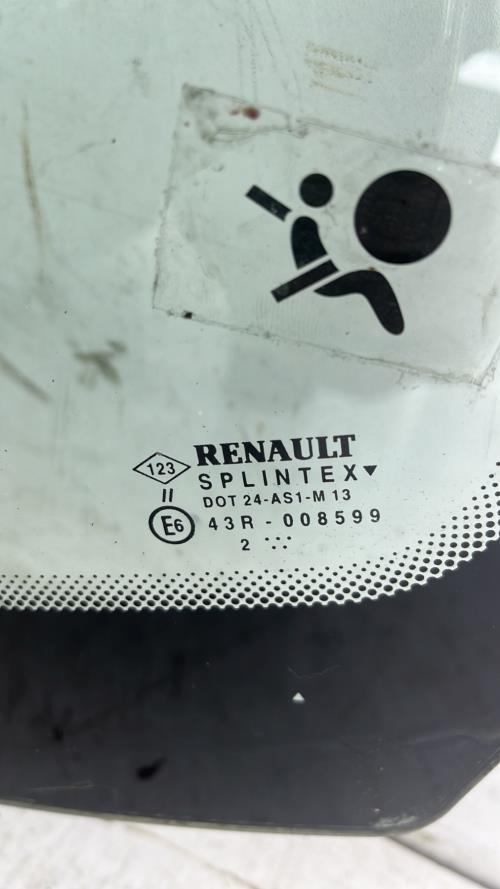 RENAULT
123
SPLINTEX
II
DOT 24-AS1-M 13
E6
43R - 008599
2